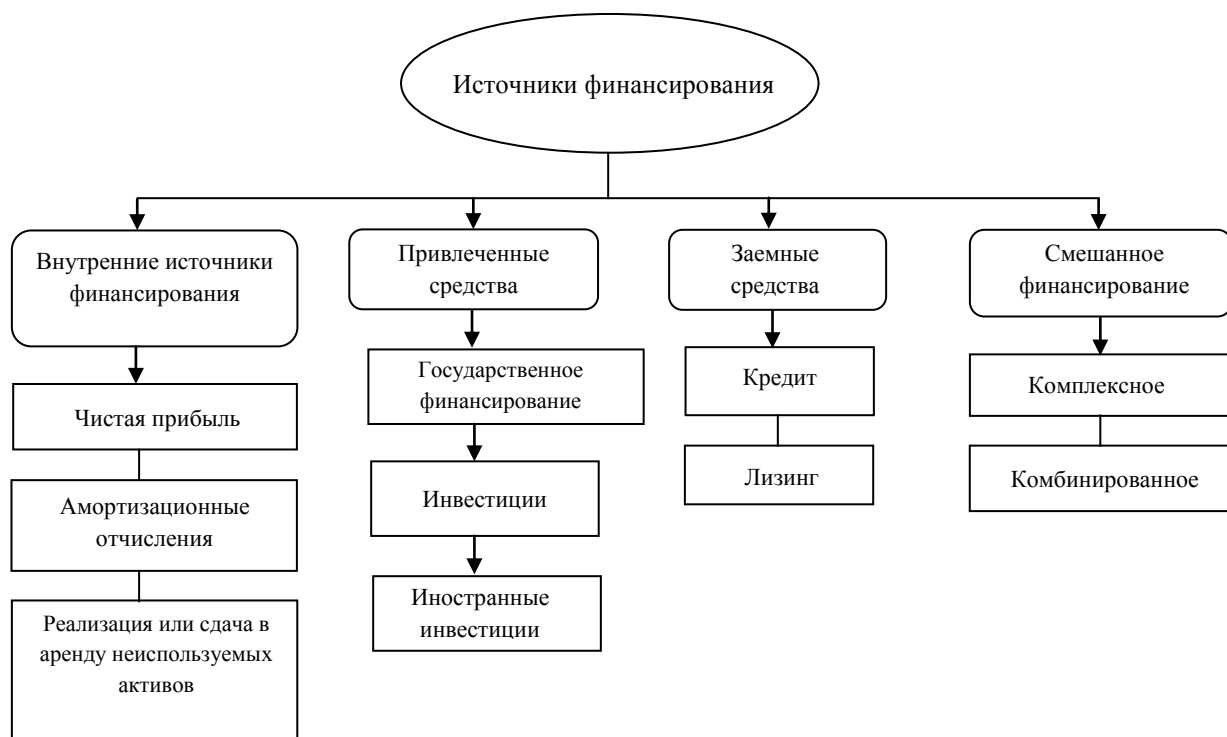 Источники финансирования
Внутренние источники
финансирования
Привлеченные
средства
Заемные
средства
Смешанное
финансирование
Чистая прибыль
Амортизационные
отчисления
Реализация или сдача в
аренду неиспользуемых
активов
Государственное
финансирование
Инвестиции
Иностранные
инвестиции
Кредит
Лизинг
Комплексное
Комбинированное